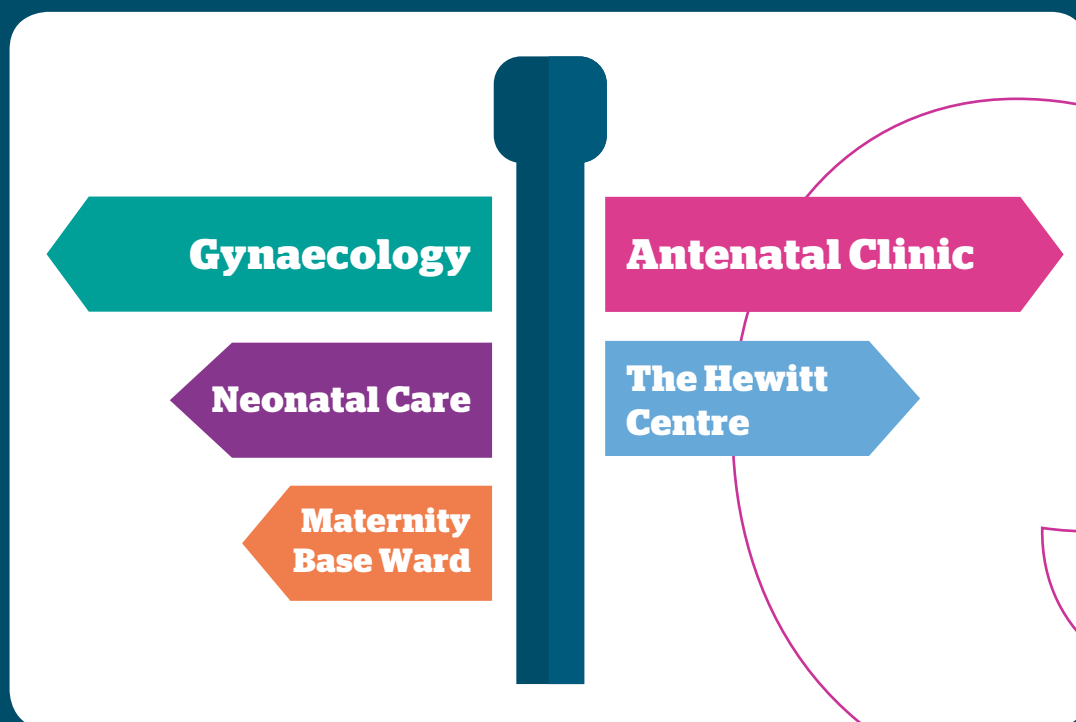 Gynaecology
Antenatal Clinic
Neonatal Care
The Hewitt
Centre
Maternity
Base Ward